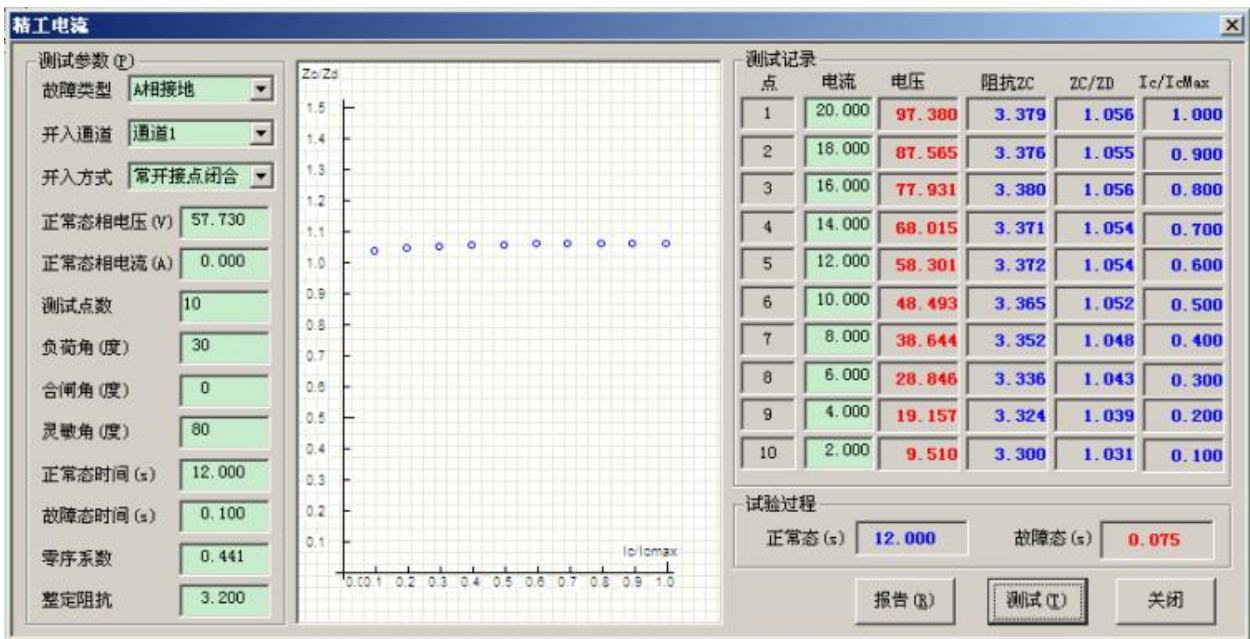 精工电流
测试参数(P)
故障类型 A相接地
开入通道 通道1
开入方式 常开接点闭合
正常态相电压(V) 57.730
正常态相电流(A) 0.000
测试点数 10
负荷角(度) 30
合闸角(度) 0
灵敏角(度) 80
正常态时间(s) 12.000
故障态时间(s) 0.100
零序系数 0.441
整定阻抗 3.200
Zc/Zd
1.5
1.4
1.3
1.2
1.1
1.0
0.9
0.8
0.7
0.6
0.5
0.4
0.3
0.2
0.1
Ic/Icmax
0.0 0.1 0.2 0.3 0.4 0.5 0.6 0.7 0.8 0.9 1.0
测试记录
点 电流 电压 阻抗ZC ZC/ZD Ic/IcMax
1 20.000 97.380 3.379 1.056 1.000
2 18.000 87.565 3.376 1.055 0.900
3 16.000 77.931 3.380 1.056 0.800
4 14.000 68.015 3.371 1.054 0.700
5 12.000 58.301 3.372 1.054 0.600
6 10.000 48.493 3.365 1.052 0.500
7 8.000 38.644 3.352 1.048 0.400
8 6.000 28.846 3.336 1.043 0.300
9 4.000 19.157 3.324 1.039 0.200
10 2.000 9.510 3.300 1.031 0.100
试验过程
正常态(s) 12.000 故障态(s) 0.075
报告(R) 测试(T) 关闭